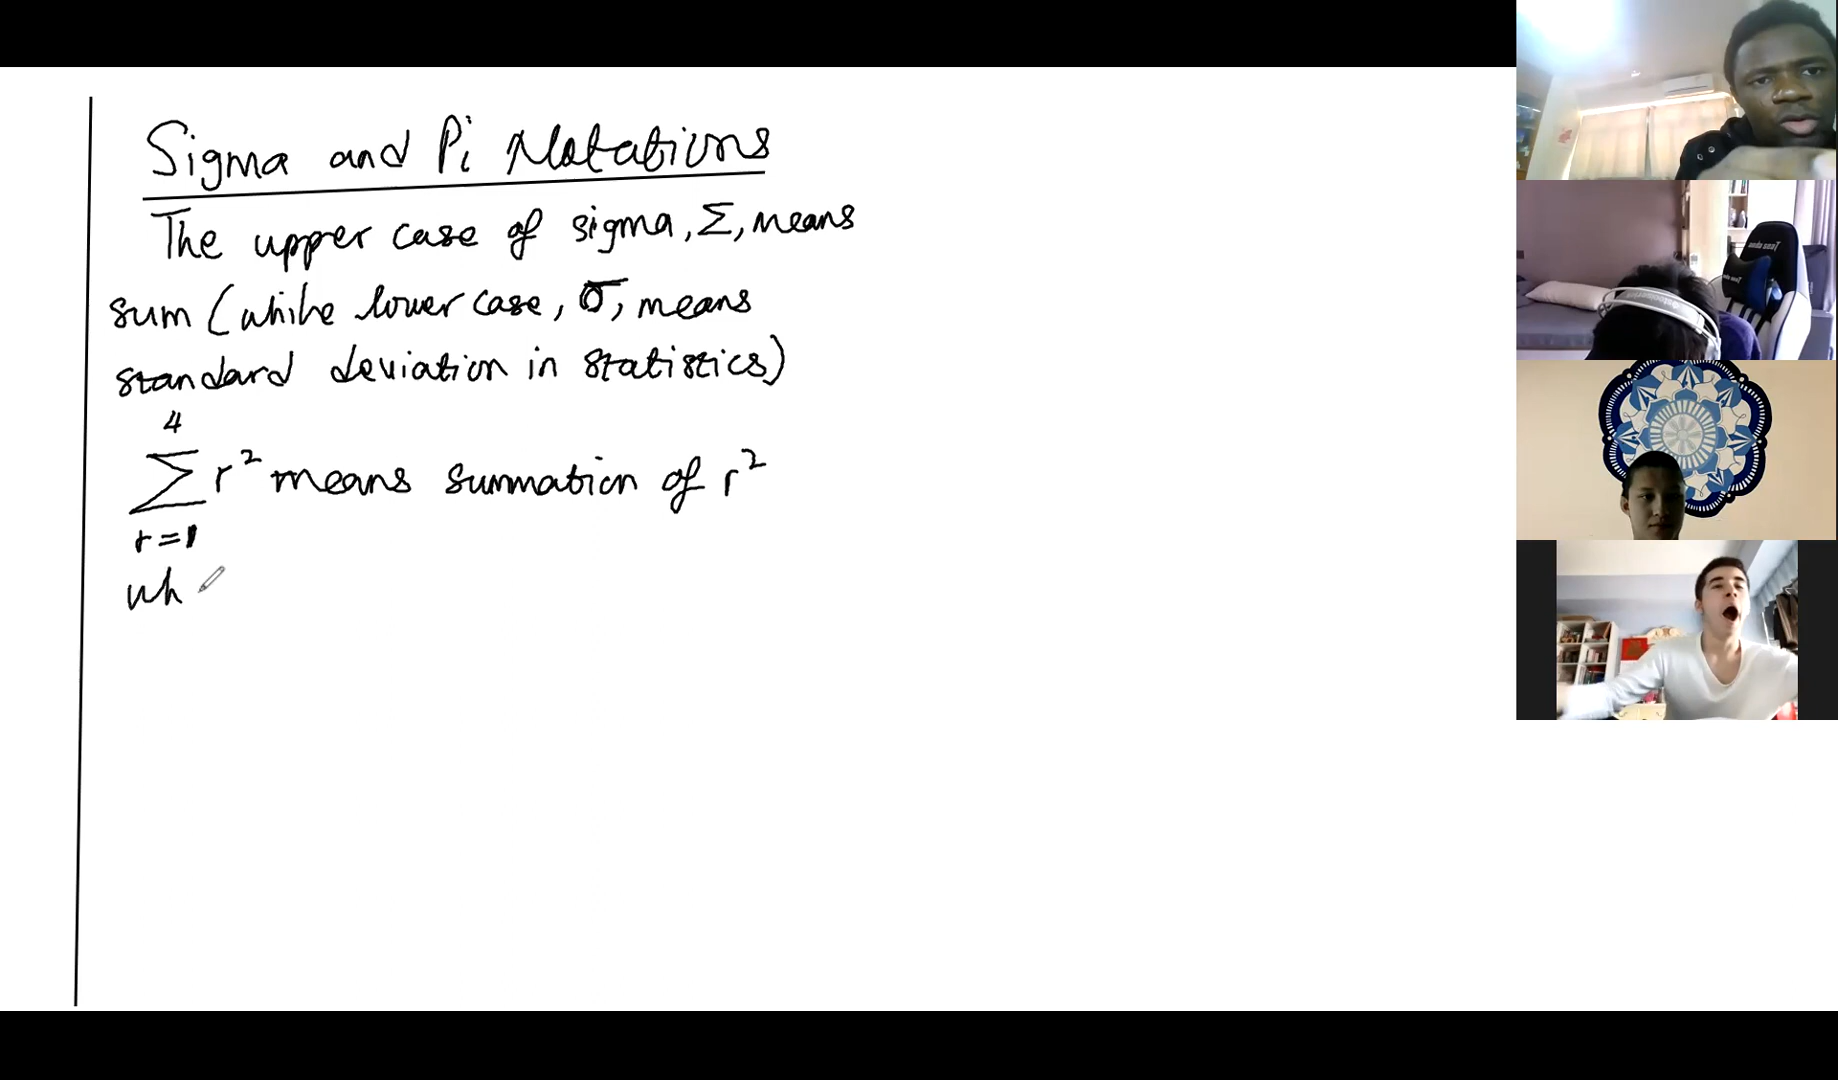 Sigma and Pi Notations
The upper case of sigma, Σ, means
sum (while lower case, σ, means
standard deviation in statistics)
4
∑ r² means summation of r²
r=1
wh